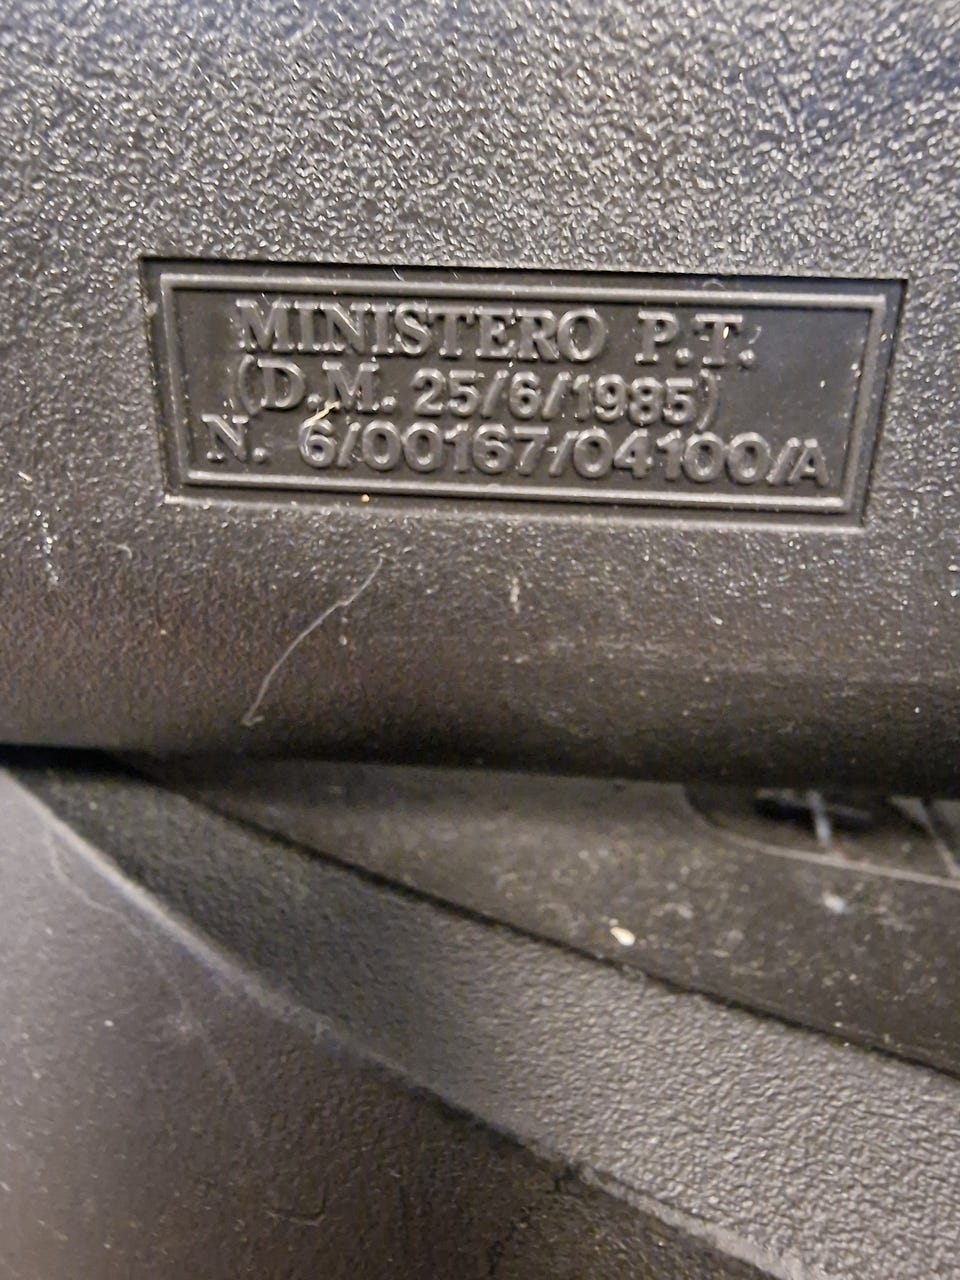 MINISTERO P.T.
(D.M. 25/6/1985)
N. 6/00167/04100/A